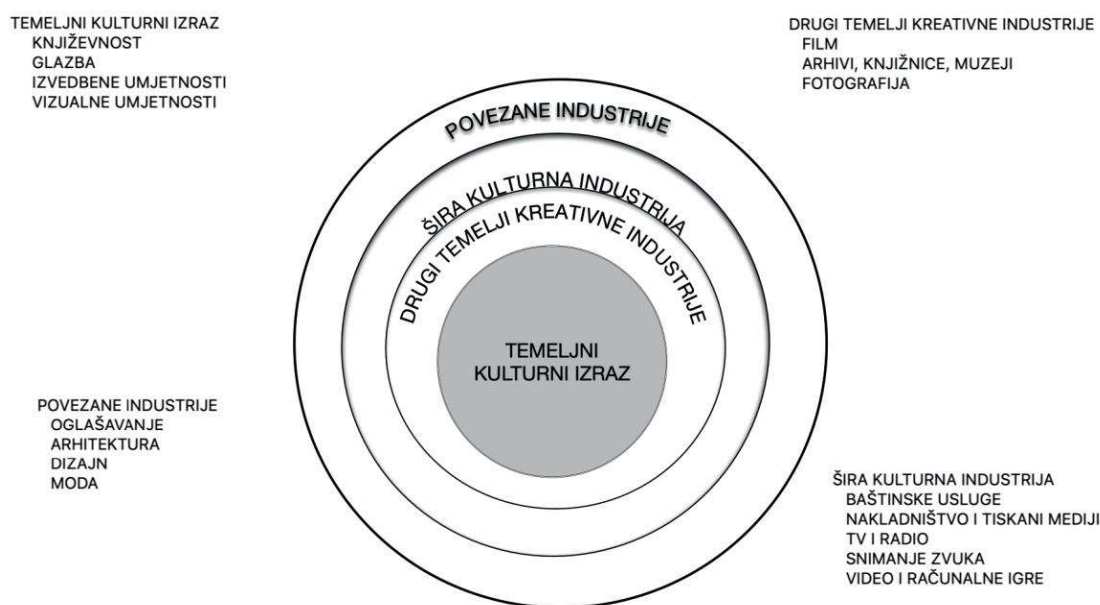 TEMELJNI KULTURNI IZRAZ
KNJIŽEVNOST
GLAZBA
IZVEDBENE UMJETNOSTI
VIZUALNE UMJETNOSTI
DRUGI TEMELJI KREATIVNE INDUSTRIJE
FILM
ARHIVI, KNJIŽNICE, MUZEJI
FOTOGRAFIJA
POVEZANE INDUSTRIJE
ŠIRA KULTURNA INDUSTRIJA
DRUGI TEMELJI KREATIVNE INDUSTRIJE
TEMELJNI
KULTURNI IZRAZ
POVEZANE INDUSTRIJE
OGLAŠAVANJE
ARHITEKTURA
DIZAJN
MODA
ŠIRA KULTURNA INDUSTRIJA
BAŠTINSKE USLUGE
NAKLADNIŠTVO I TISKANI MEDIJI
TV I RADIO
SNIMANJE ZVUKA
VIDEO I RAČUNALNE IGRE